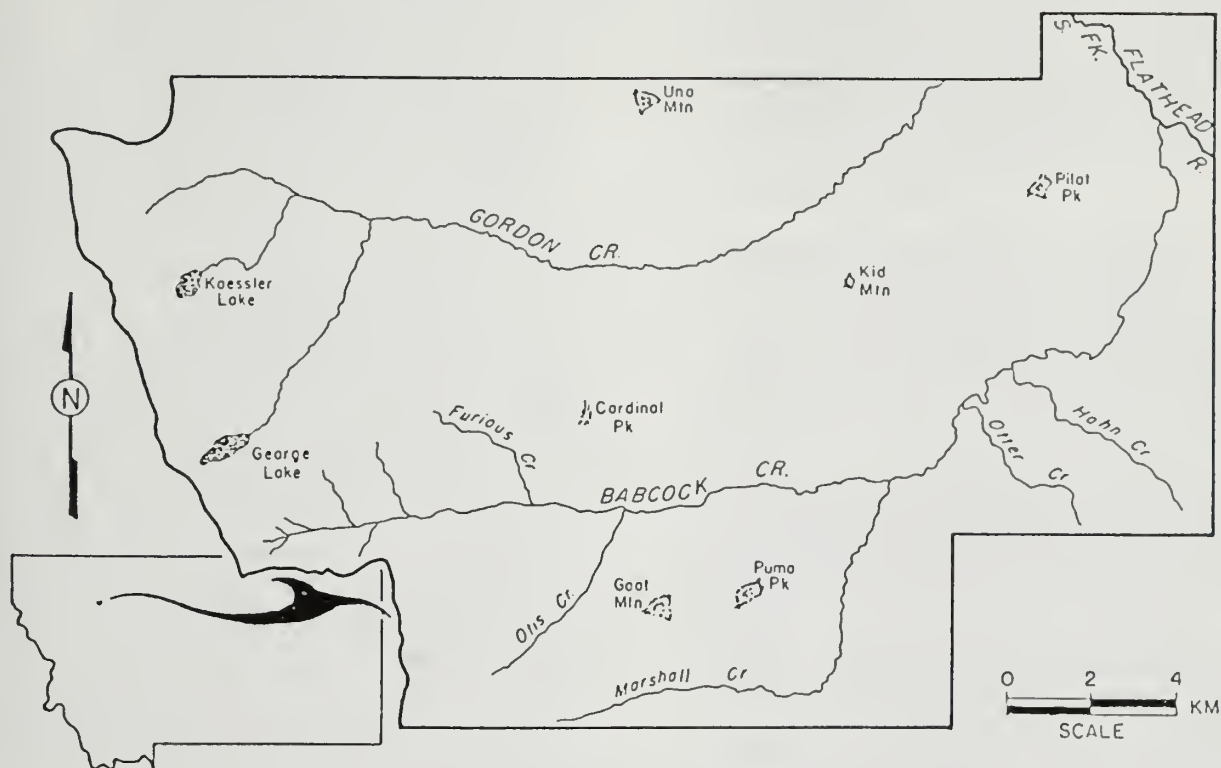 S. FK. FLATHEAD R.
Una
Mtn
Pilot
Pk
GORDON CR.
Koessler
Lake
Kid
Mtn
N
Cardinal
Pk
Furious Cr
George
Lake
Hahn Cr
Otter Cr
BABCOCK CR.
Puma
Pk
Goat
Mtn
Otis Cr.
Marshall Cr
0 2 4
KM
SCALE